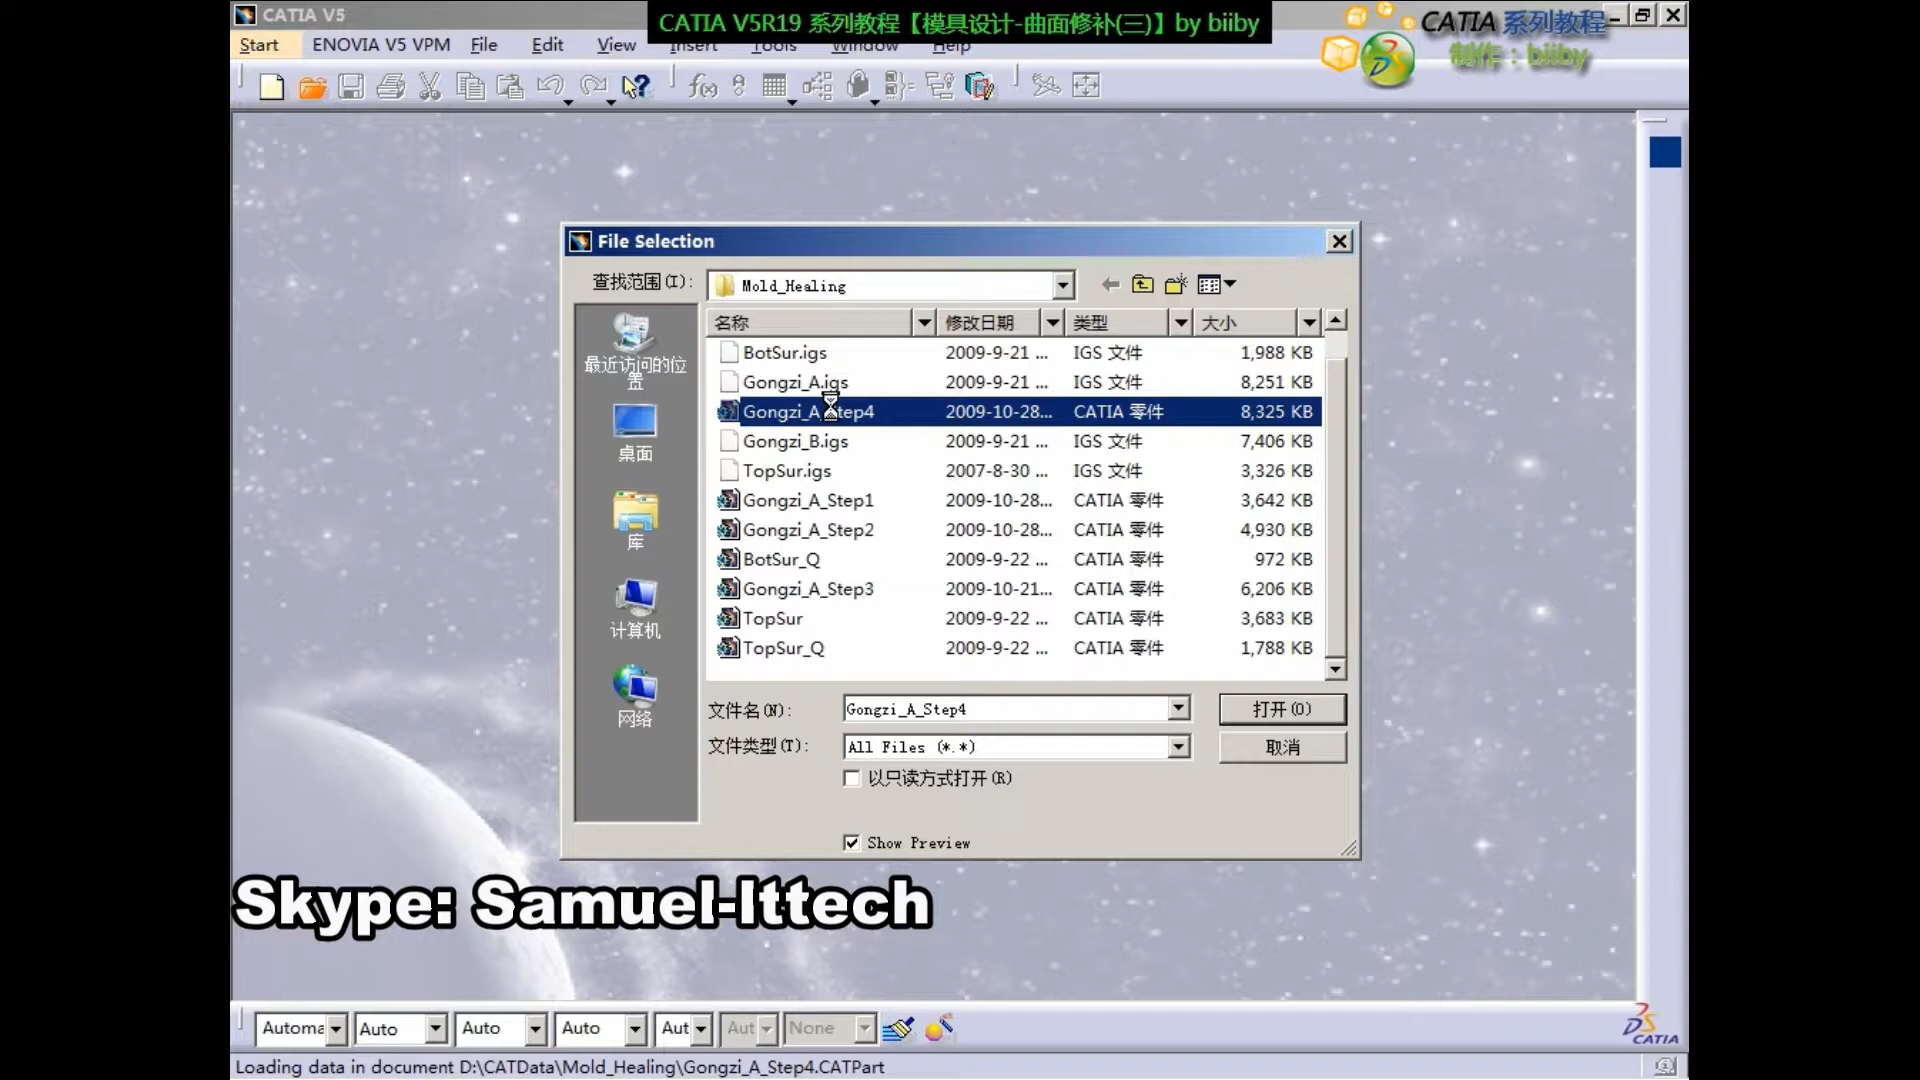 CATIA V5
CATIA V5R19 系列教程【模具设计-曲面修补(三)】by biiby
CATIA 系列教程
制作：biiby
Start ENOVIA V5 VPM File Edit View Insert Tools Window Help
File Selection
查找范围(I): Mold_Healing
名称 修改日期 类型 大小
BotSur.igs 2009-9-21 ... IGS 文件 1,988 KB
Gongzi_A.igs 2009-9-21 ... IGS 文件 8,251 KB
Gongzi_A_Step4 2009-10-28... CATIA 零件 8,325 KB
Gongzi_B.igs 2009-9-21 ... IGS 文件 7,406 KB
TopSur.igs 2007-8-30 ... IGS 文件 3,326 KB
Gongzi_A_Step1 2009-10-28... CATIA 零件 3,642 KB
Gongzi_A_Step2 2009-10-28... CATIA 零件 4,930 KB
BotSur_Q 2009-9-22 ... CATIA 零件 972 KB
Gongzi_A_Step3 2009-10-21... CATIA 零件 6,206 KB
TopSur 2009-9-22 ... CATIA 零件 3,683 KB
TopSur_Q 2009-9-22 ... CATIA 零件 1,788 KB
最近访问的位
置
桌面
库
计算机
网络
文件名(N): Gongzi_A_Step4 打开(O)
文件类型(T): All Files (*.*) 取消
以只读方式打开(R)
Show Preview
Skype: Samuel-Ittech
Automa Auto Auto Auto Aut Aut None
CATIA
Loading data in document D:\CATData\Mold_Healing\Gongzi_A_Step4.CATPart